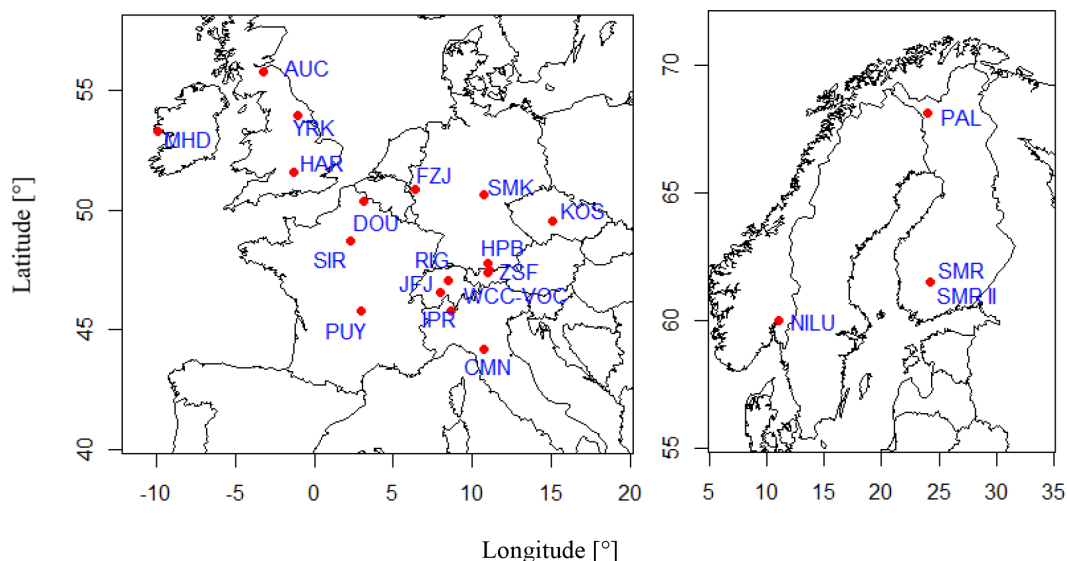 Latitude [°]
55
50
45
40
-10
-5
0
5
10
15
20
AUC
YRK
MHD
HAR
FZJ
SMK
DOU
KOS
SIR
HPB
RIG
ZSF
JFJ
WCC-VOC
IPR
PUY
CMN
70
65
60
55
5
10
15
20
25
30
35
PAL
SMR
SMR II
NILU
Longitude [°]